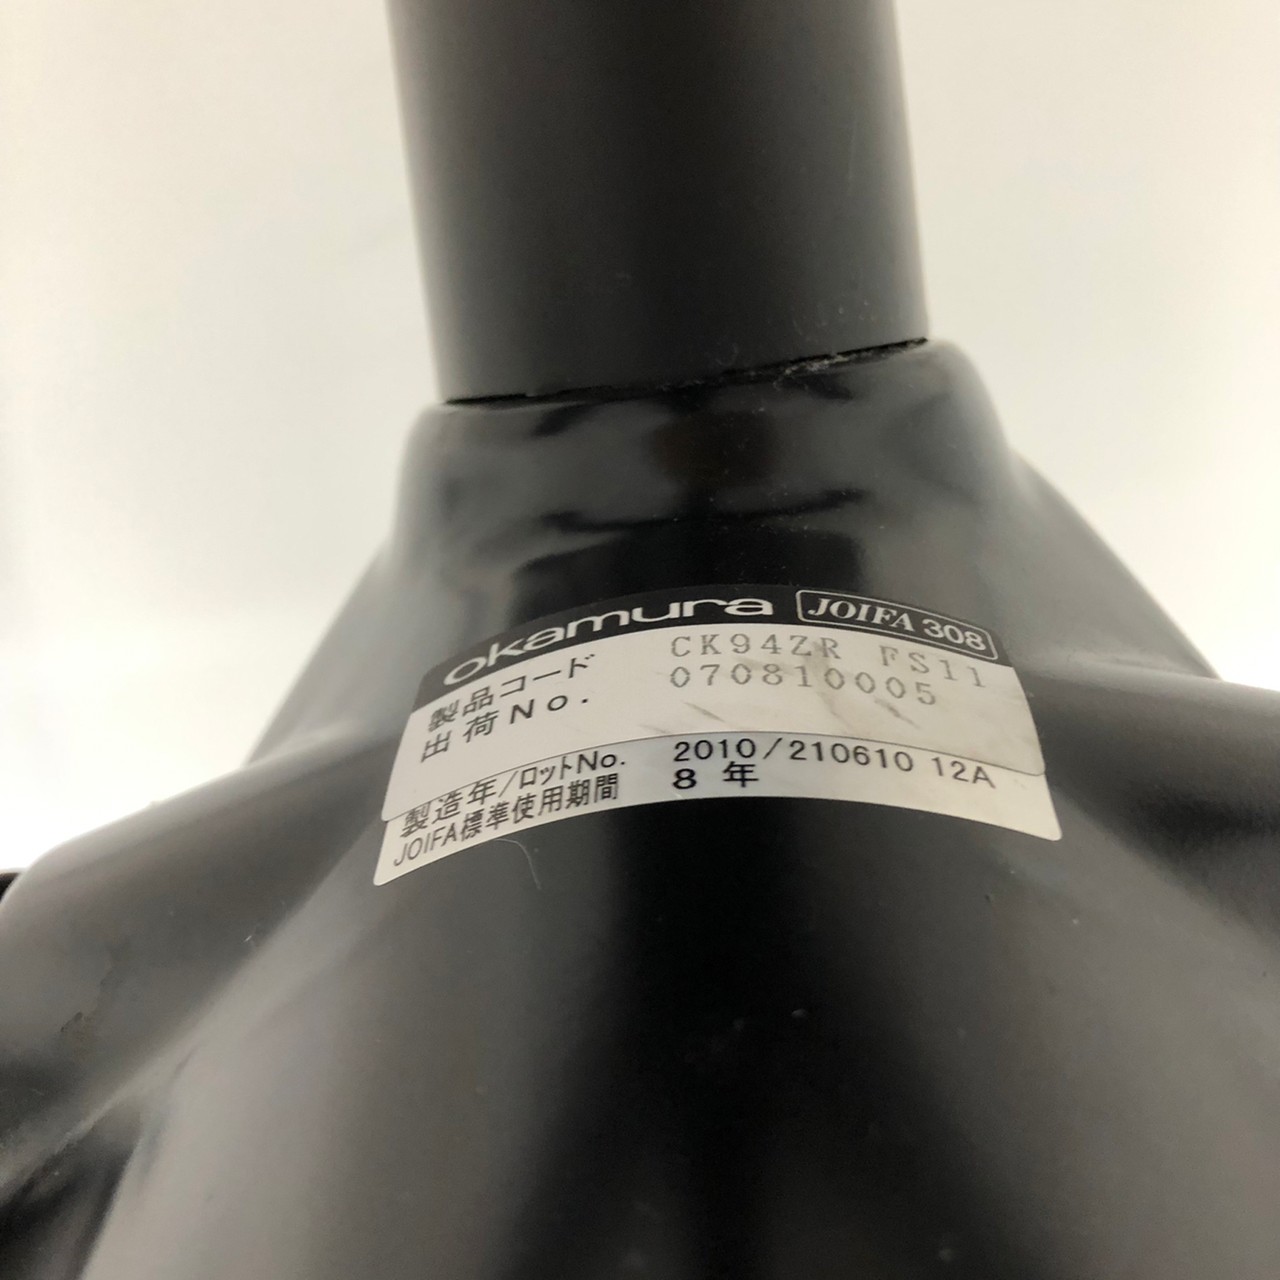 okamura JOIFA 308
製品コード CK94ZR FS11
出荷No. 070810005
製造年/ロットNo. 2010/210610 12A
JOIFA標準使用期間 8 年